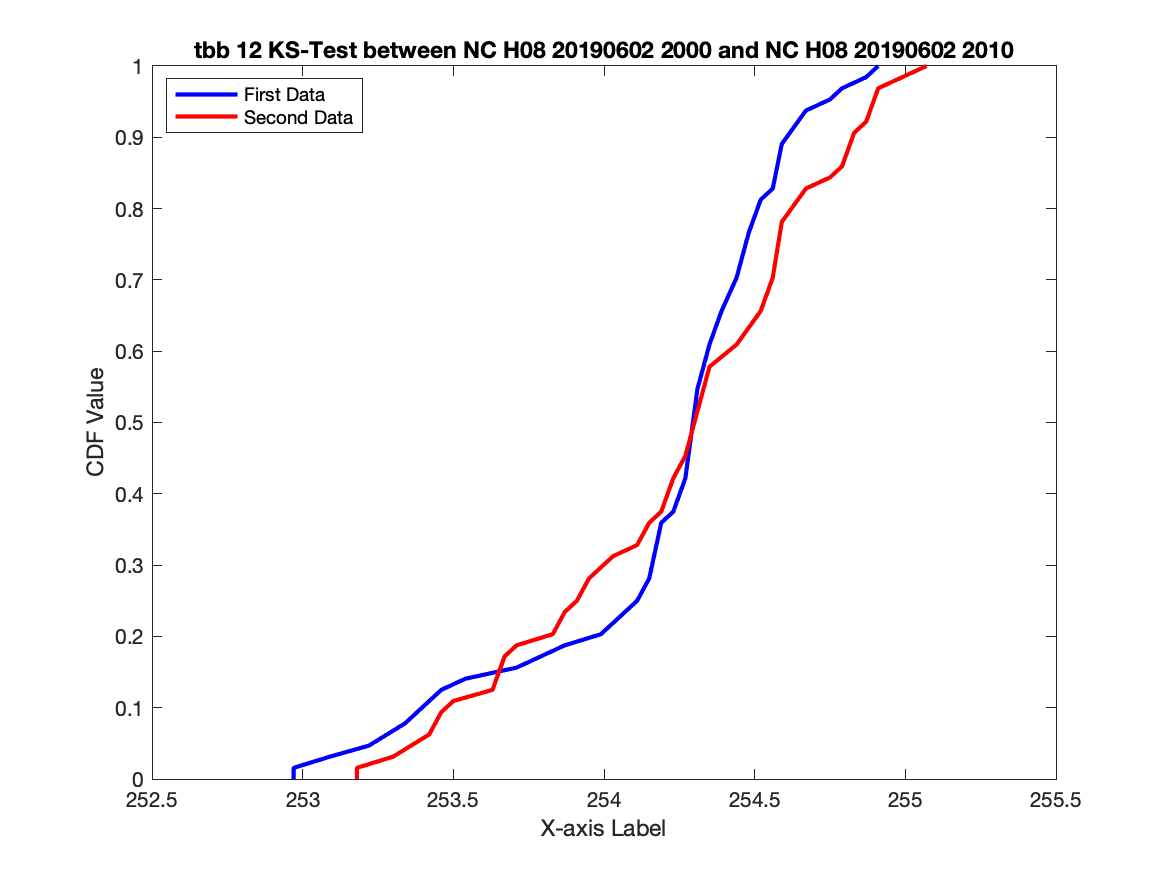 tbb 12 KS-Test between NC H08 20190602 2000 and NC H08 20190602 2010
First Data
Second Data
1
0.9
0.8
0.7
0.6
0.5
0.4
0.3
0.2
0.1
0
CDF Value
252.5 253 253.5 254 254.5 255 255.5
X-axis Label